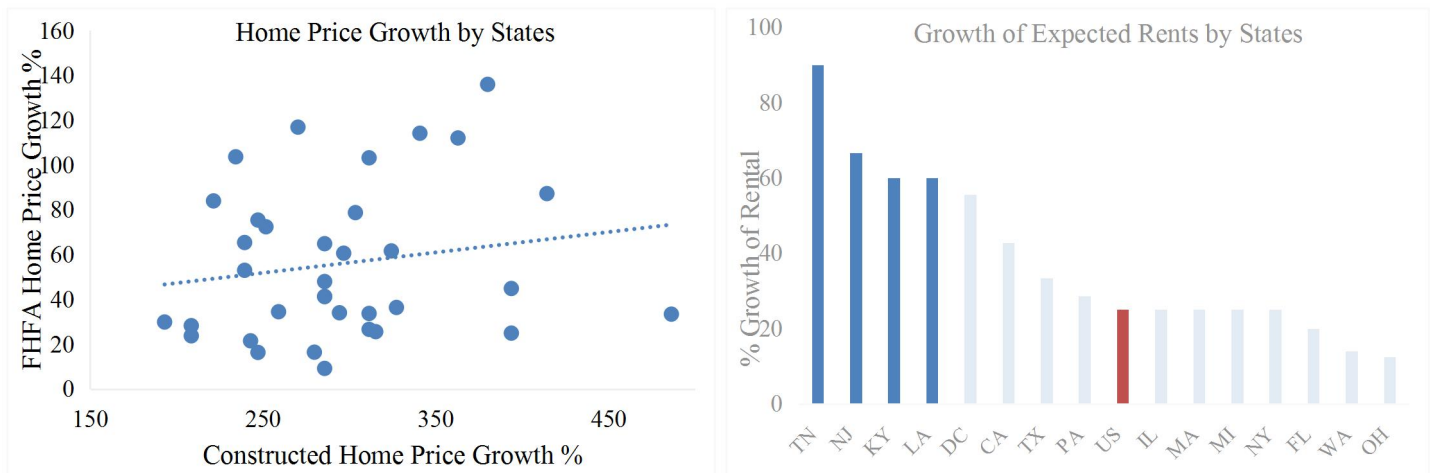 Home Price Growth by States
FHFA Home Price Growth %
160
140
120
100
80
60
40
20
0
150
250
350
450
Constructed Home Price Growth %
Growth of Expected Rents by States
% Growth of Rental
100
80
60
40
20
0
TN
NJ
KY
LA
DC
CA
TX
PA
US
IL
MA
MI
NY
FL
WA
OH